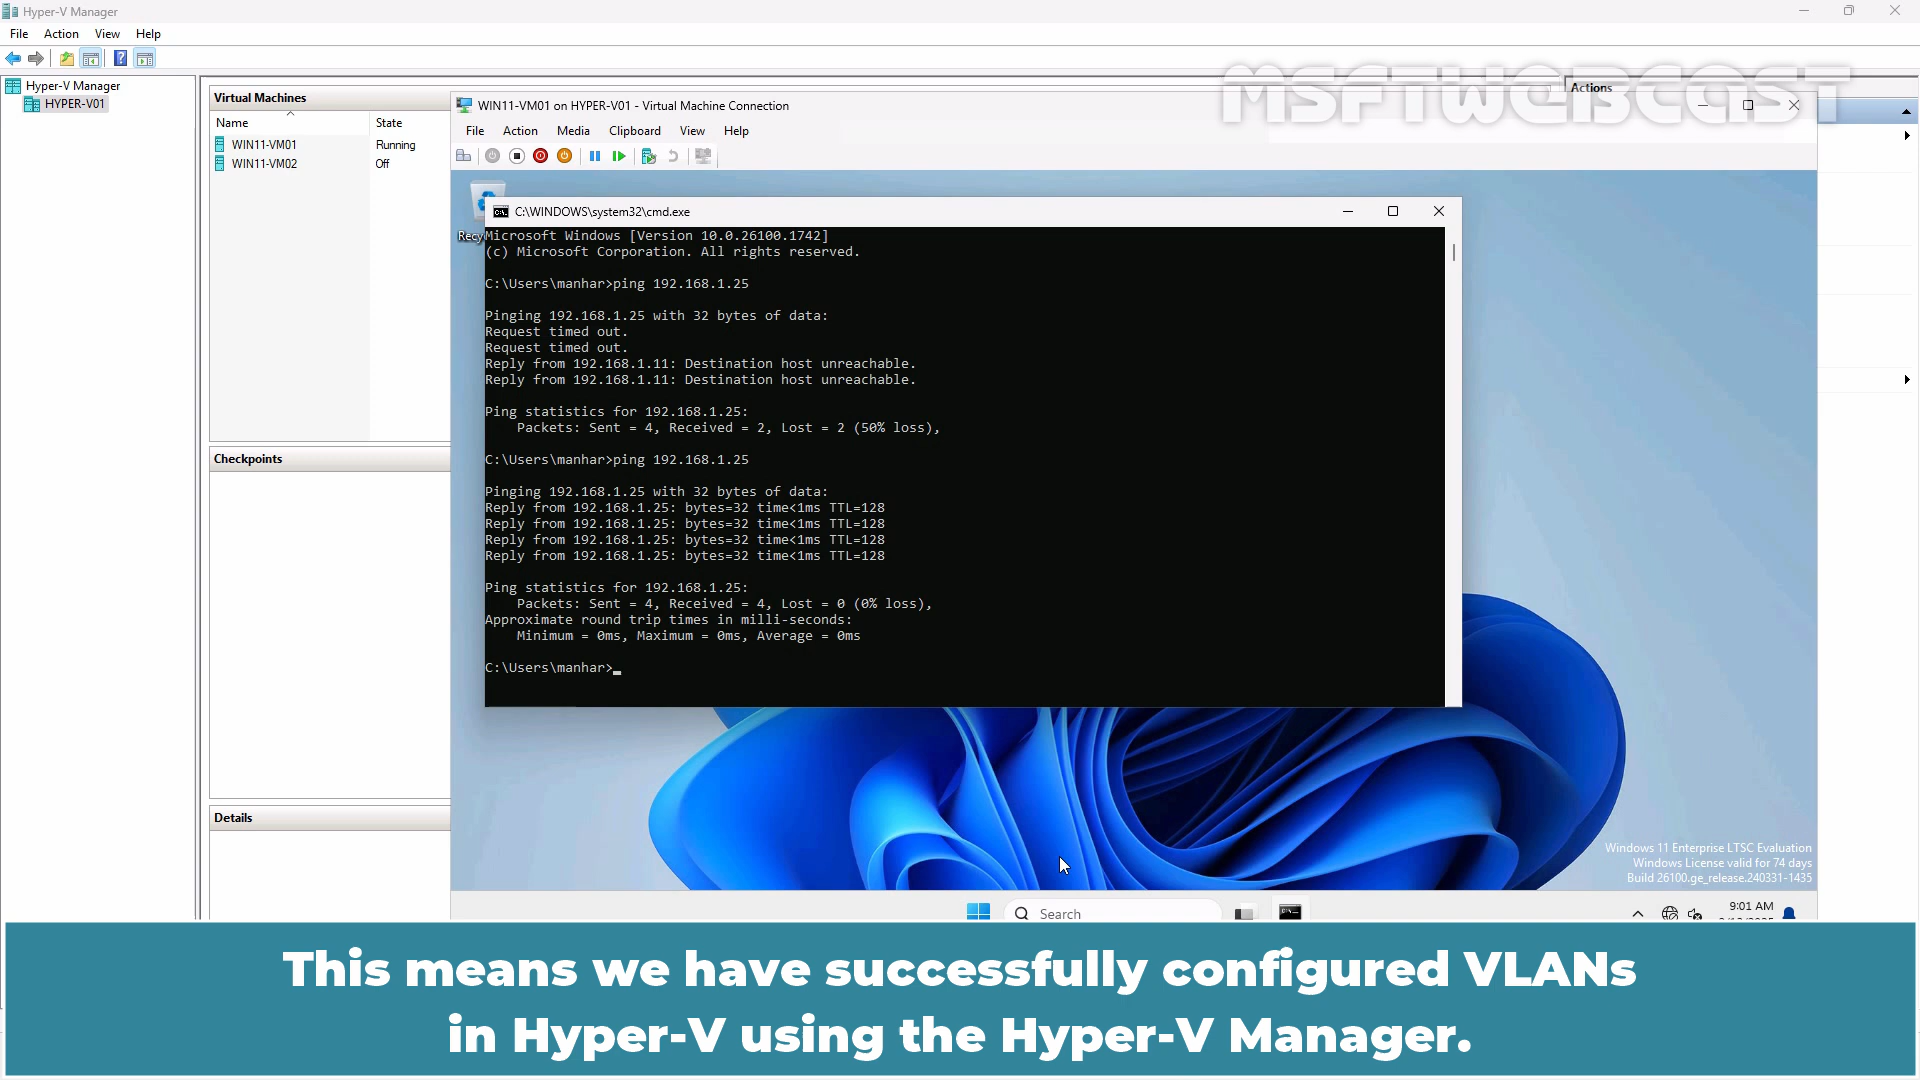 Hyper-V Manager
File Action View Help
Hyper-V Manager
HYPER-V01
Virtual Machines
Name State
WIN11-VM01 Running
WIN11-VM02 Off
Checkpoints
Details
Actions
MSFTWEBCAST
WIN11-VM01 on HYPER-V01 - Virtual Machine Connection
File Action Media Clipboard View Help
C:\WINDOWS\system32\cmd.exe
Microsoft Windows [Version 10.0.26100.1742]
(c) Microsoft Corporation. All rights reserved.
C:\Users\manhar>ping 192.168.1.25
Pinging 192.168.1.25 with 32 bytes of data:
Request timed out.
Request timed out.
Reply from 192.168.1.11: Destination host unreachable.
Reply from 192.168.1.11: Destination host unreachable.
Ping statistics for 192.168.1.25:
Packets: Sent = 4, Received = 2, Lost = 2 (50% loss),
C:\Users\manhar>ping 192.168.1.25
Pinging 192.168.1.25 with 32 bytes of data:
Reply from 192.168.1.25: bytes=32 time<1ms TTL=128
Reply from 192.168.1.25: bytes=32 time<1ms TTL=128
Reply from 192.168.1.25: bytes=32 time<1ms TTL=128
Reply from 192.168.1.25: bytes=32 time<1ms TTL=128
Ping statistics for 192.168.1.25:
Packets: Sent = 4, Received = 4, Lost = 0 (0% loss),
Approximate round trip times in milli-seconds:
Minimum = 0ms, Maximum = 0ms, Average = 0ms
C:\Users\manhar>
Recy
Windows 11 Enterprise LTSC Evaluation
Windows License valid for 74 days
Build 26100.ge_release.240331-1435
Search
9:01 AM
This means we have successfully configured VLANs
in Hyper-V using the Hyper-V Manager.